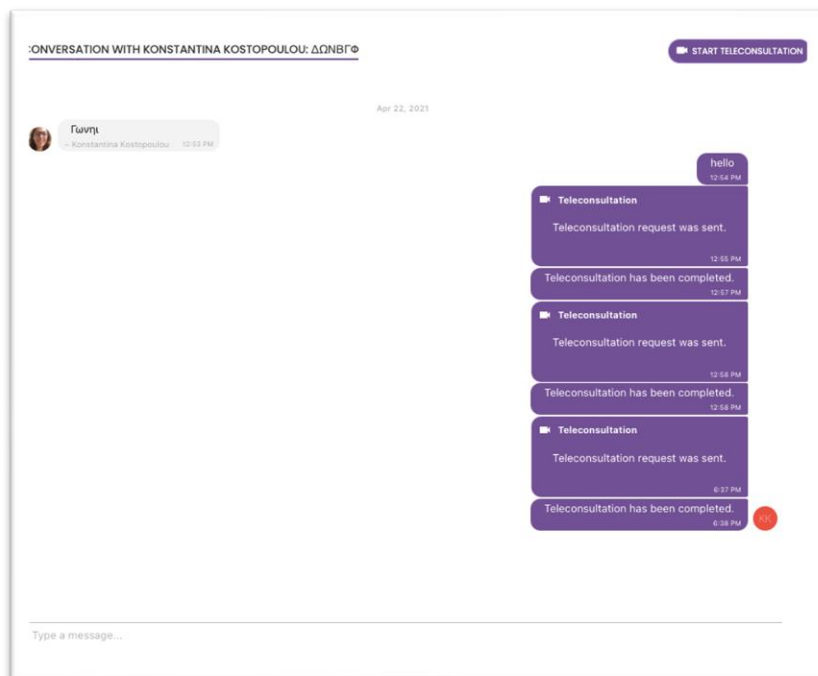 :ONVERSATION WITH KONSTANTINA KOSTOPOULOU: ΔΩΝΒΓΦ
START TELECONSULTATION
Apr 22, 2021
Γωνηι
– Konstantina Kostopoulou 12:53 PM
hello
12:54 PM
Teleconsultation
Teleconsultation request was sent.
12:55 PM
Teleconsultation has been completed.
12:57 PM
Teleconsultation
Teleconsultation request was sent.
12:58 PM
Teleconsultation has been completed.
12:58 PM
Teleconsultation
Teleconsultation request was sent.
6:37 PM
Teleconsultation has been completed.
6:38 PM
KK
Type a message...